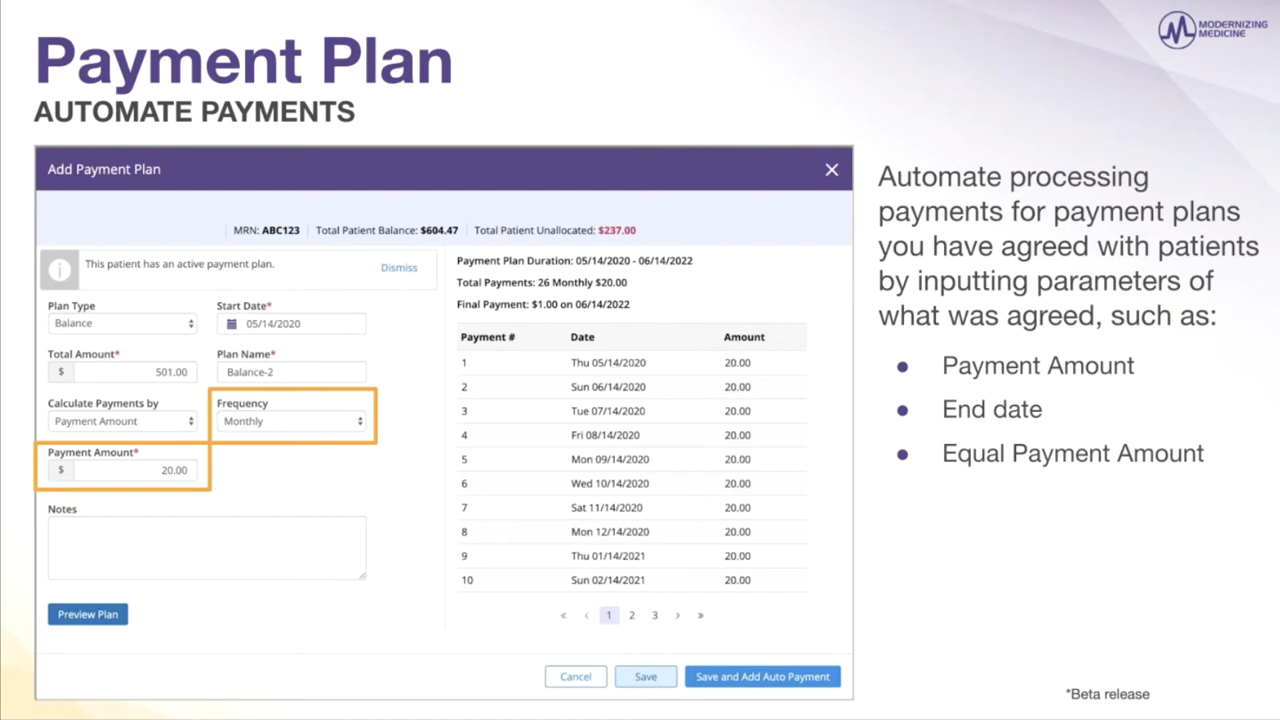 MODERNIZING
MEDICINE
Payment Plan
AUTOMATE PAYMENTS
Add Payment Plan
MRN: ABC123 Total Patient Balance: $604.47 Total Patient Unallocated: $237.00
This patient has an active payment plan. Dismiss
Plan Type Start Date*
Balance 05/14/2020
Total Amount* Plan Name*
$ 501.00 Balance-2
Calculate Payments by Frequency
Payment Amount Monthly
Payment Amount*
$ 20.00
Notes
Preview Plan
Payment Plan Duration: 05/14/2020 - 06/14/2022
Total Payments: 26 Monthly $20.00
Final Payment: $1.00 on 06/14/2022
Payment # Date Amount
1 Thu 05/14/2020 20.00
2 Sun 06/14/2020 20.00
3 Tue 07/14/2020 20.00
4 Fri 08/14/2020 20.00
5 Mon 09/14/2020 20.00
6 Wed 10/14/2020 20.00
7 Sat 11/14/2020 20.00
8 Mon 12/14/2020 20.00
9 Thu 01/14/2021 20.00
10 Sun 02/14/2021 20.00
« ‹ 1 2 3 › »
Cancel Save Save and Add Auto Payment
Automate processing
payments for payment plans
you have agreed with patients
by inputting parameters of
what was agreed, such as:
● Payment Amount
● End date
● Equal Payment Amount
*Beta release